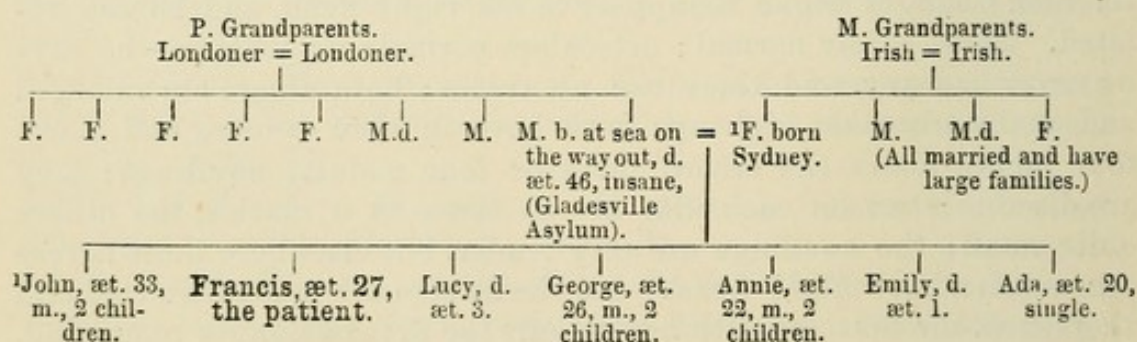 P. Grandparents. M. Grandparents.
Londoner = Londoner. Irish = Irish.
F. F. F. F. F. M.d. M. M. b. at sea on = ¹F. born M. M.d. F.
the way out, d. Sydney. (All married and have
æt. 46, insane, large families.)
(Gladesville
Asylum).
¹John, æt. 33, Francis, æt. 27, Lucy, d. George, æt. Annie, æt. Emily, d. Ada, æt. 20,
m., 2 chil- the patient. æt. 3. 26, m., 2 22, m., 2 æt. 1. single.
dren. children. children.